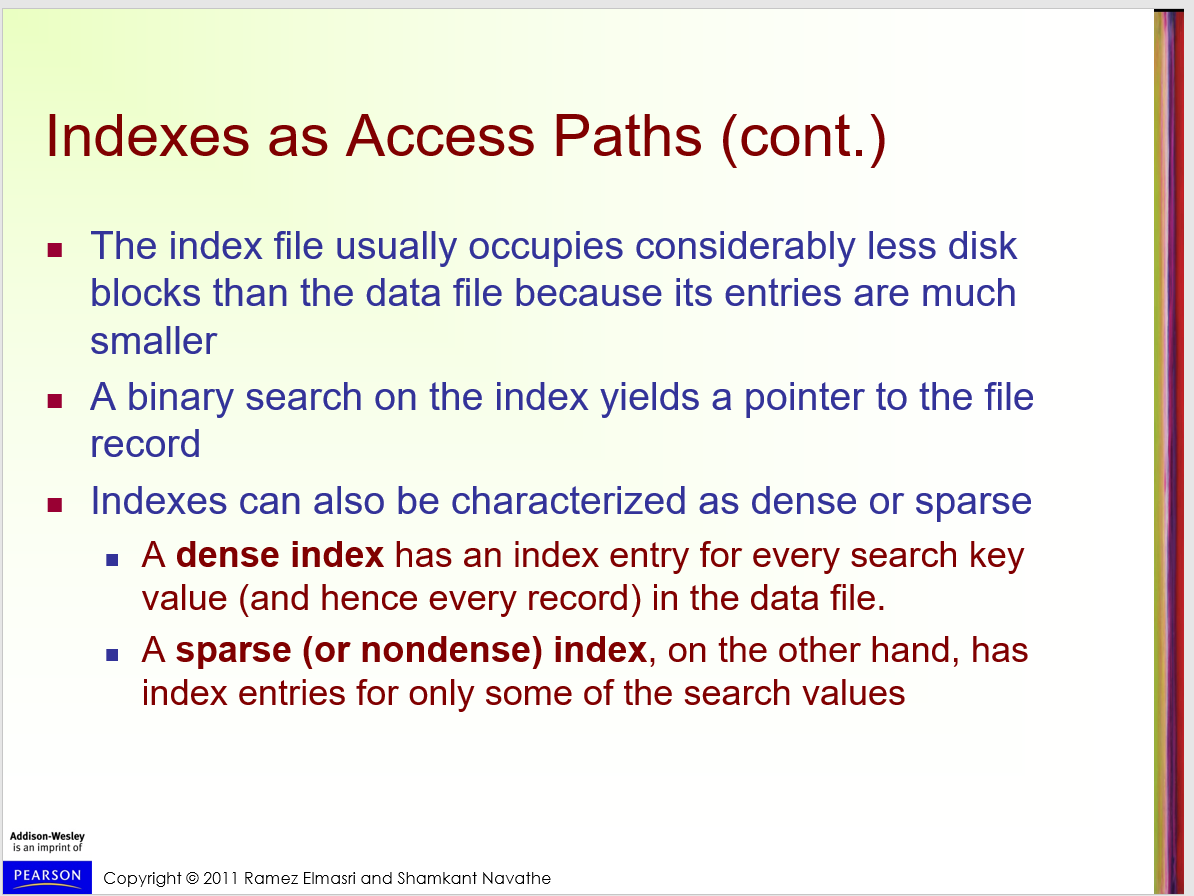 Indexes as Access Paths (cont.)
The index file usually occupies considerably less disk
blocks than the data file because its entries are much
smaller
A binary search on the index yields a pointer to the file
record
Indexes can also be characterized as dense or sparse
A dense index has an index entry for every search key
value (and hence every record) in the data file.
A sparse (or nondense) index, on the other hand, has
index entries for only some of the search values
Addison-Wesley
is an imprint of
PEARSON
Copyright © 2011 Ramez Elmasri and Shamkant Navathe